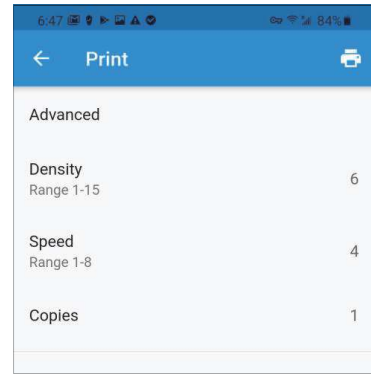 6:47 84%
Print
Advanced
Density 6
Range 1-15
Speed 4
Range 1-8
Copies 1